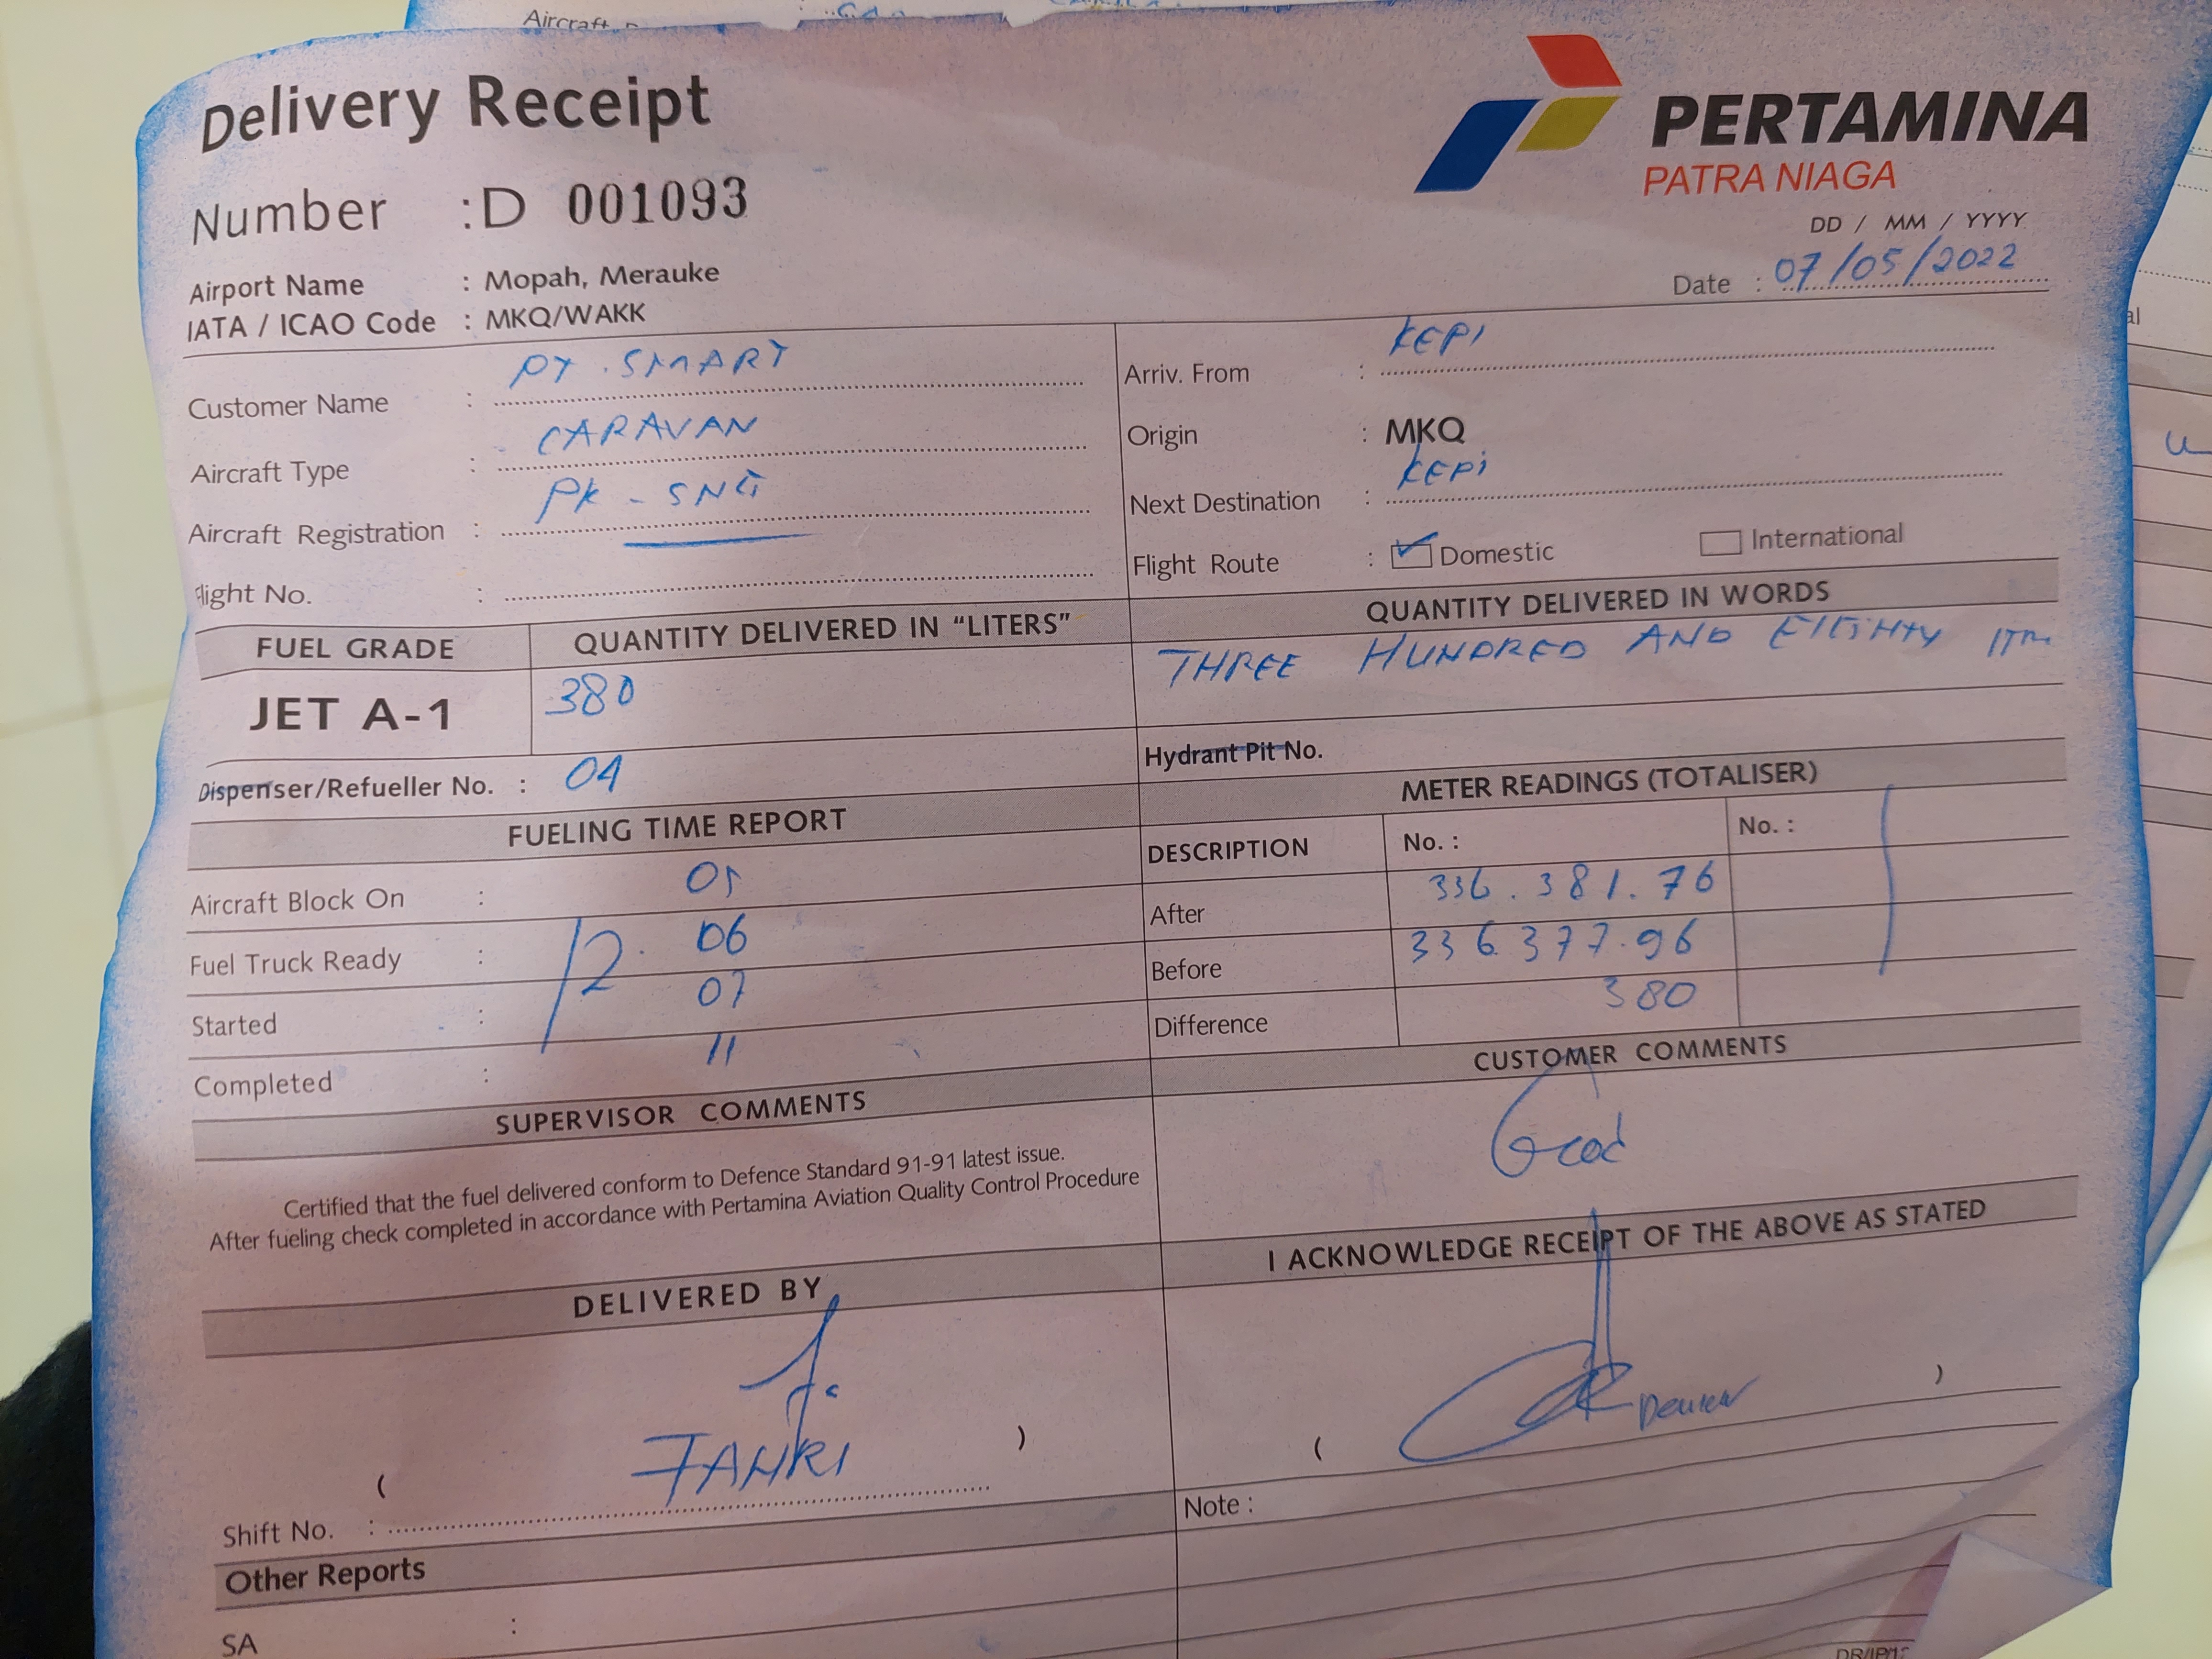 Aircraft
Delivery Receipt
PERTAMINA
PATRA NIAGA
Number : D 001093
DD / MM / YYYY
Date : 07/05/2022
Airport Name : Mopah, Merauke
IATA / ICAO Code : MKQ/WAKK
Customer Name : PT. SMART
Aircraft Type : CARAVAN
Aircraft Registration : PK - SNG
Flight No. :
Arriv. From : KEPI
Origin : MKQ
Next Destination : KEPi
Flight Route : Domestic International
FUEL GRADE QUANTITY DELIVERED IN “LITERS” QUANTITY DELIVERED IN WORDS
JET A-1 380 THREE HUNDRED AND EIGHTY
Dispenser/Refueller No. : 04
Hydrant Pit No.
FUELING TIME REPORT
Aircraft Block On : 05
Fuel Truck Ready : 12. 06
Started : 07
Completed : 11
METER READINGS (TOTALISER)
DESCRIPTION No. : No. :
After 336.381.76
Before 336.377.96
Difference 380
SUPERVISOR COMMENTS
Certified that the fuel delivered conform to Defence Standard 91-91 latest issue.
After fueling check completed in accordance with Pertamina Aviation Quality Control Procedure
CUSTOMER COMMENTS
Good
DELIVERED BY
( FAHRI )
Shift No. :
I ACKNOWLEDGE RECEIPT OF THE ABOVE AS STATED
( )
Other Reports
SA :
Note :